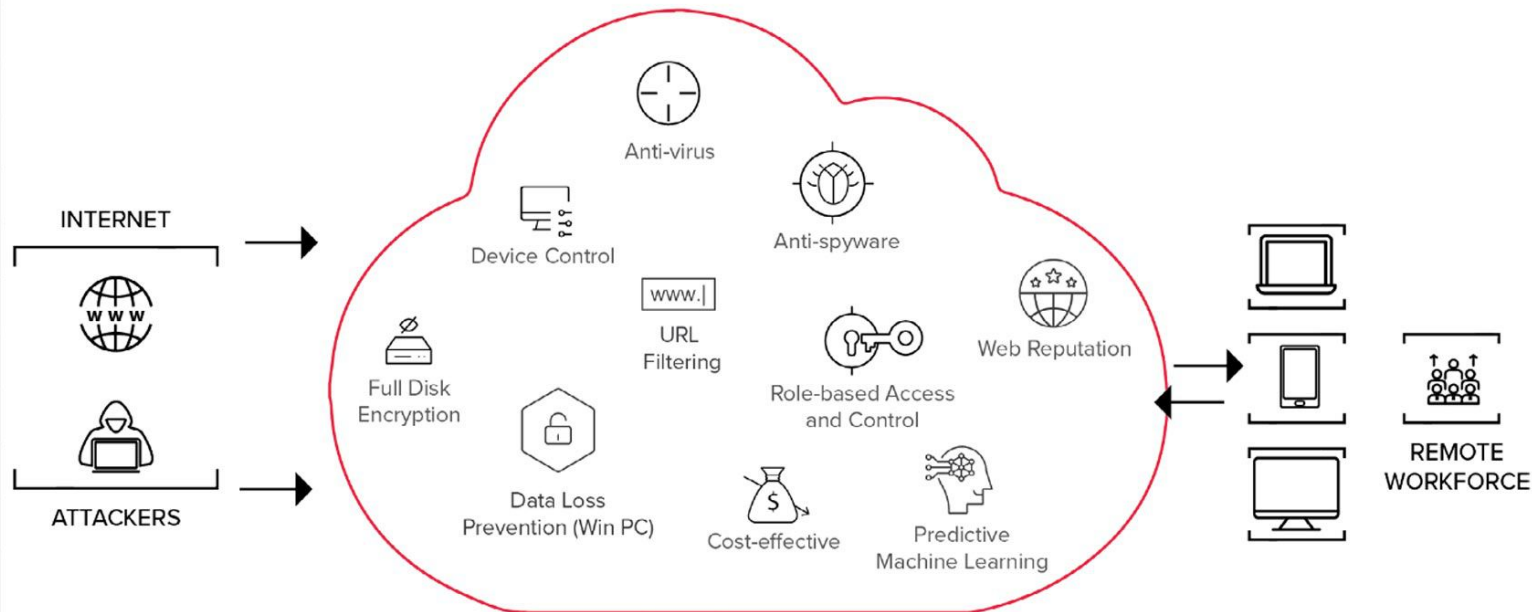 INTERNET
W W W
ATTACKERS
Anti-virus
Anti-spyware
Device Control
www.|
URL
Filtering
Web Reputation
Full Disk
Encryption
Role-based Access
and Control
Data Loss
Prevention (Win PC)
$
Cost-effective
Predictive
Machine Learning
REMOTE
WORKFORCE